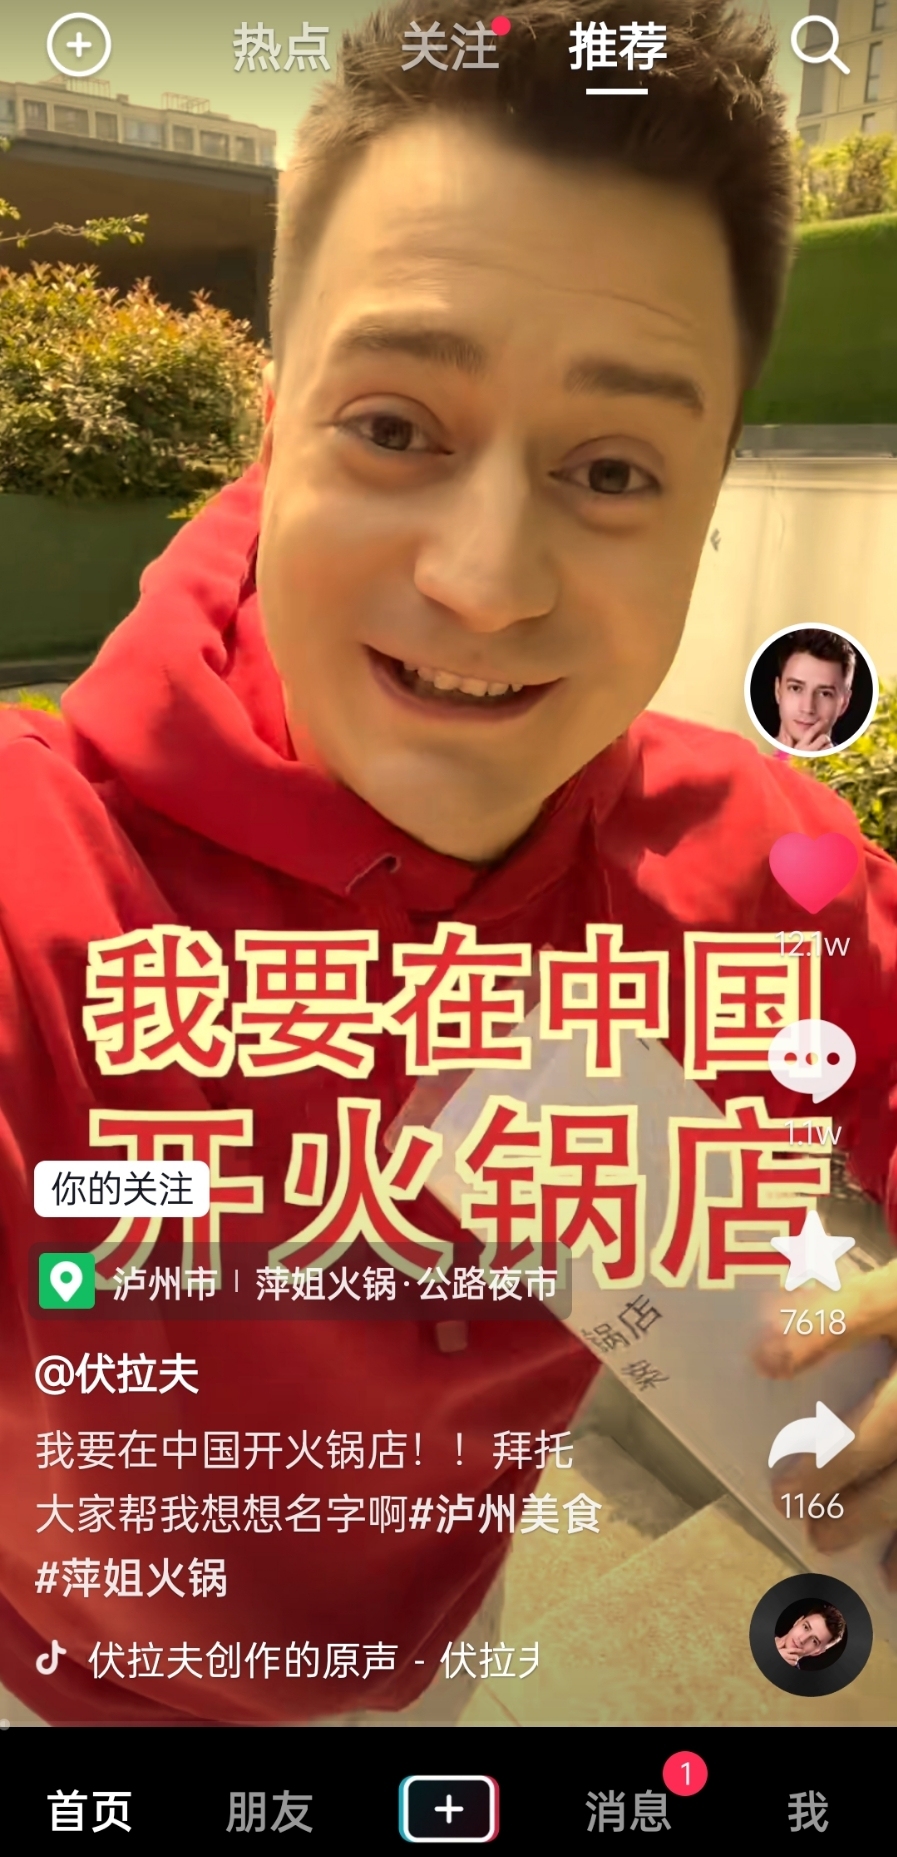 热点 关注 推荐
我要在中国
12.1w
开火锅店
1.1w
你的关注
泸州市 | 萍姐火锅·公路夜市
锅店
7618
@伏拉夫
我要在中国开火锅店！！拜托
大家帮我想想名字啊#泸州美食
1166
#萍姐火锅
伏拉夫创作的原声 - 伏拉夫
首页 朋友 消息 1 我